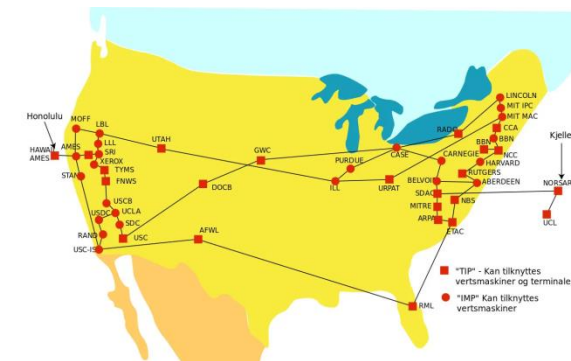 LINCOLN
MIT IPC
MIT MAC
MOFF
LBL
RADC
CCA
Honolulu
LLL
BBN
BBN
HAWAII
AMES
AMES
SRI
UTAH
GWC
PURDUE
CASE
CARNEGIE
NCC
Kjeller
XEROX
HARVARD
STAN
TYMS
RUTGERS
FNWS
DOCB
ILL
URPAT
BELVOIR
ABERDEEN
NORSAR
SDAC
NBS
USCB
MITRE
USDC
UCLA
ARPA
UCL
SDC
RAND
USC
AFWL
ETAC
USC-IS
"TIP" - Kan tilknyttes
vertsmaskiner og terminaler
RML
"IMP" Kan tilknyttes
vertsmaskiner